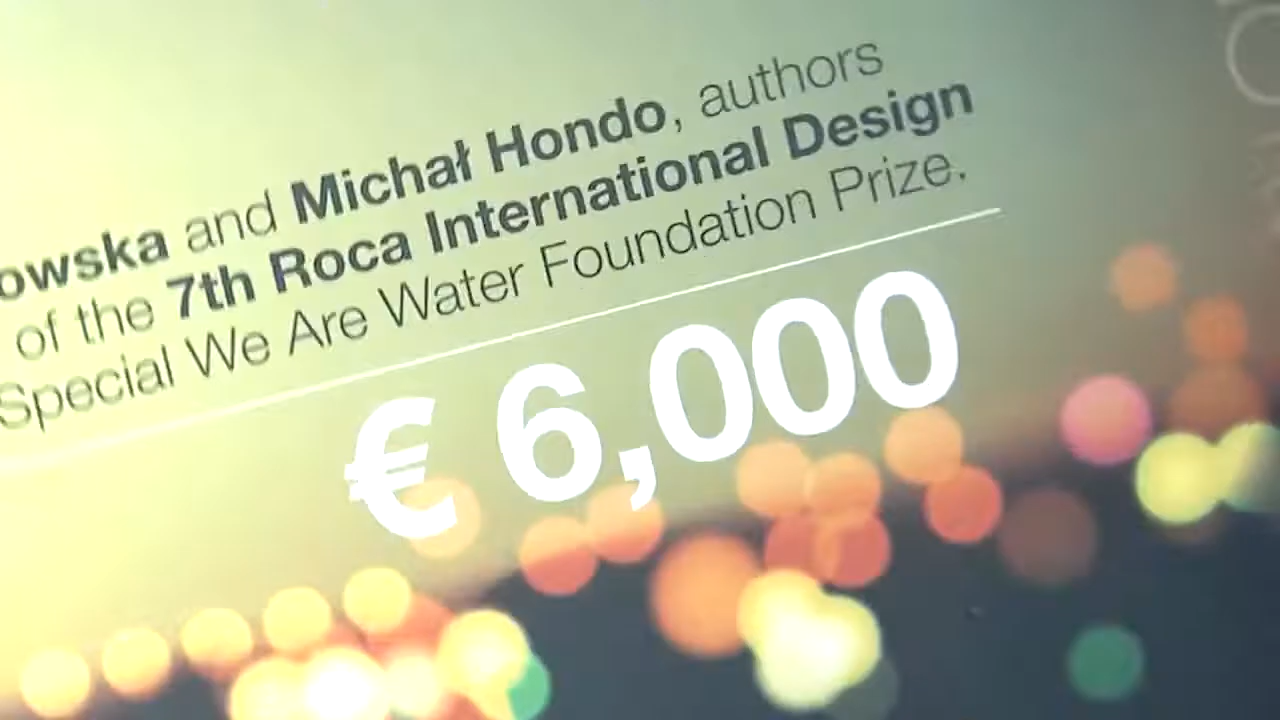 owska and Michał Hondo, authors
of the 7th Roca International Design
Special We Are Water Foundation Prize.
€ 6,000